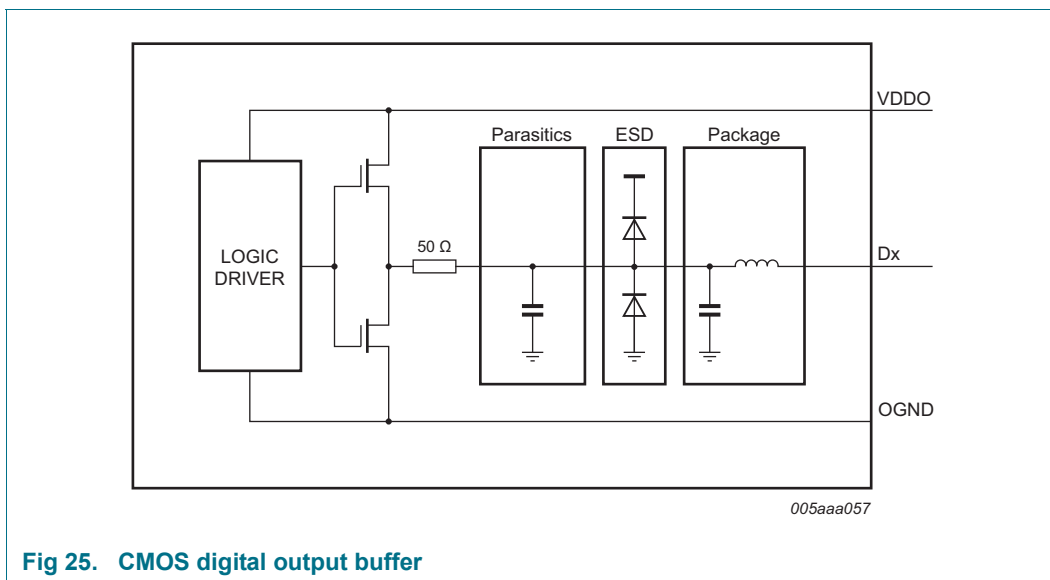 VDDO
Parasitics ESD Package
LOGIC
DRIVER
50 Ω
Dx
OGND
005aaa057
Fig 25. CMOS digital output buffer